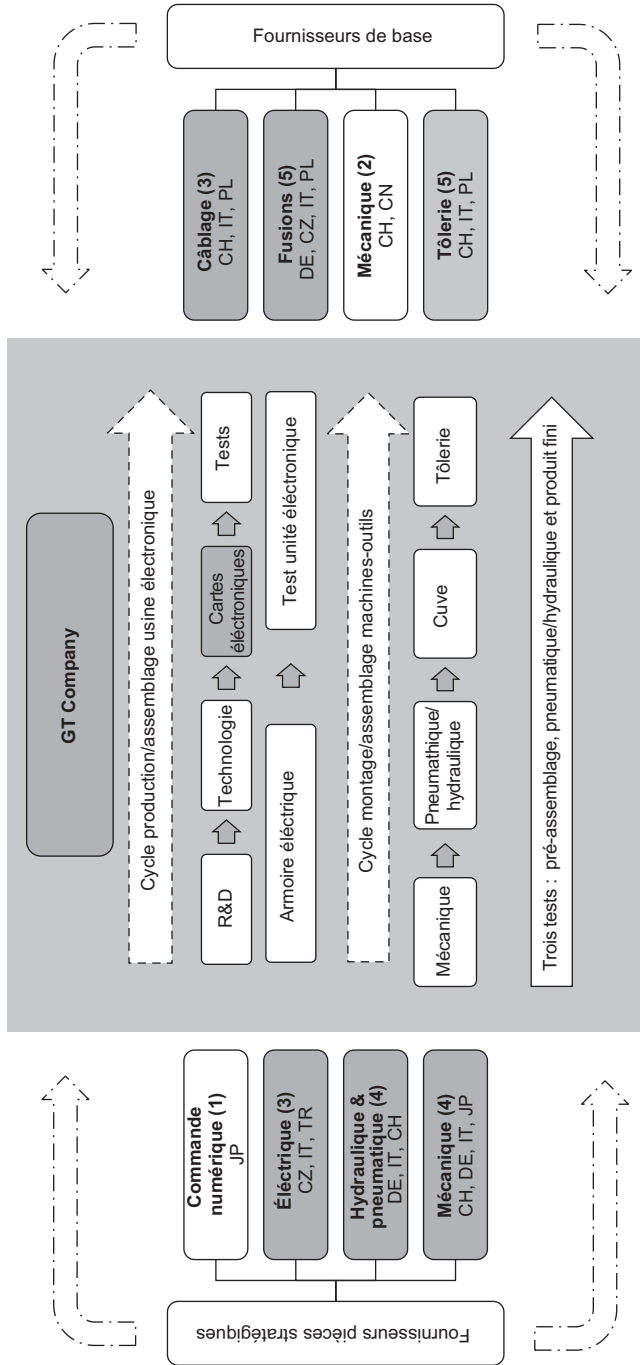 Fournisseurs pièces stratégiques
Commande
numérique (1)
JP
Éléctrique (3)
CZ, IT, TR
Hydraulique &
pneumatique (4)
DE, IT, CH
Mécanique (4)
CH, DE, IT, JP
GT Company
Cycle production/assemblage usine électronique
R&D
Technologie
Cartes
éléctroniques
Tests
Armoire éléctrique
Test unité éléctronique
Cycle montage/assemblage machines-outils
Mécanique
Pneumathique/
hydraulique
Cuve
Tôlerie
Trois tests : pré-assemblage, pneumatique/hydraulique et produit fini
Câblage (3)
CH, IT, PL
Fusions (5)
DE, CZ, IT, PL
Mécanique (2)
CH, CN
Tôlerie (5)
CH, IT, PL
Fournisseurs de base